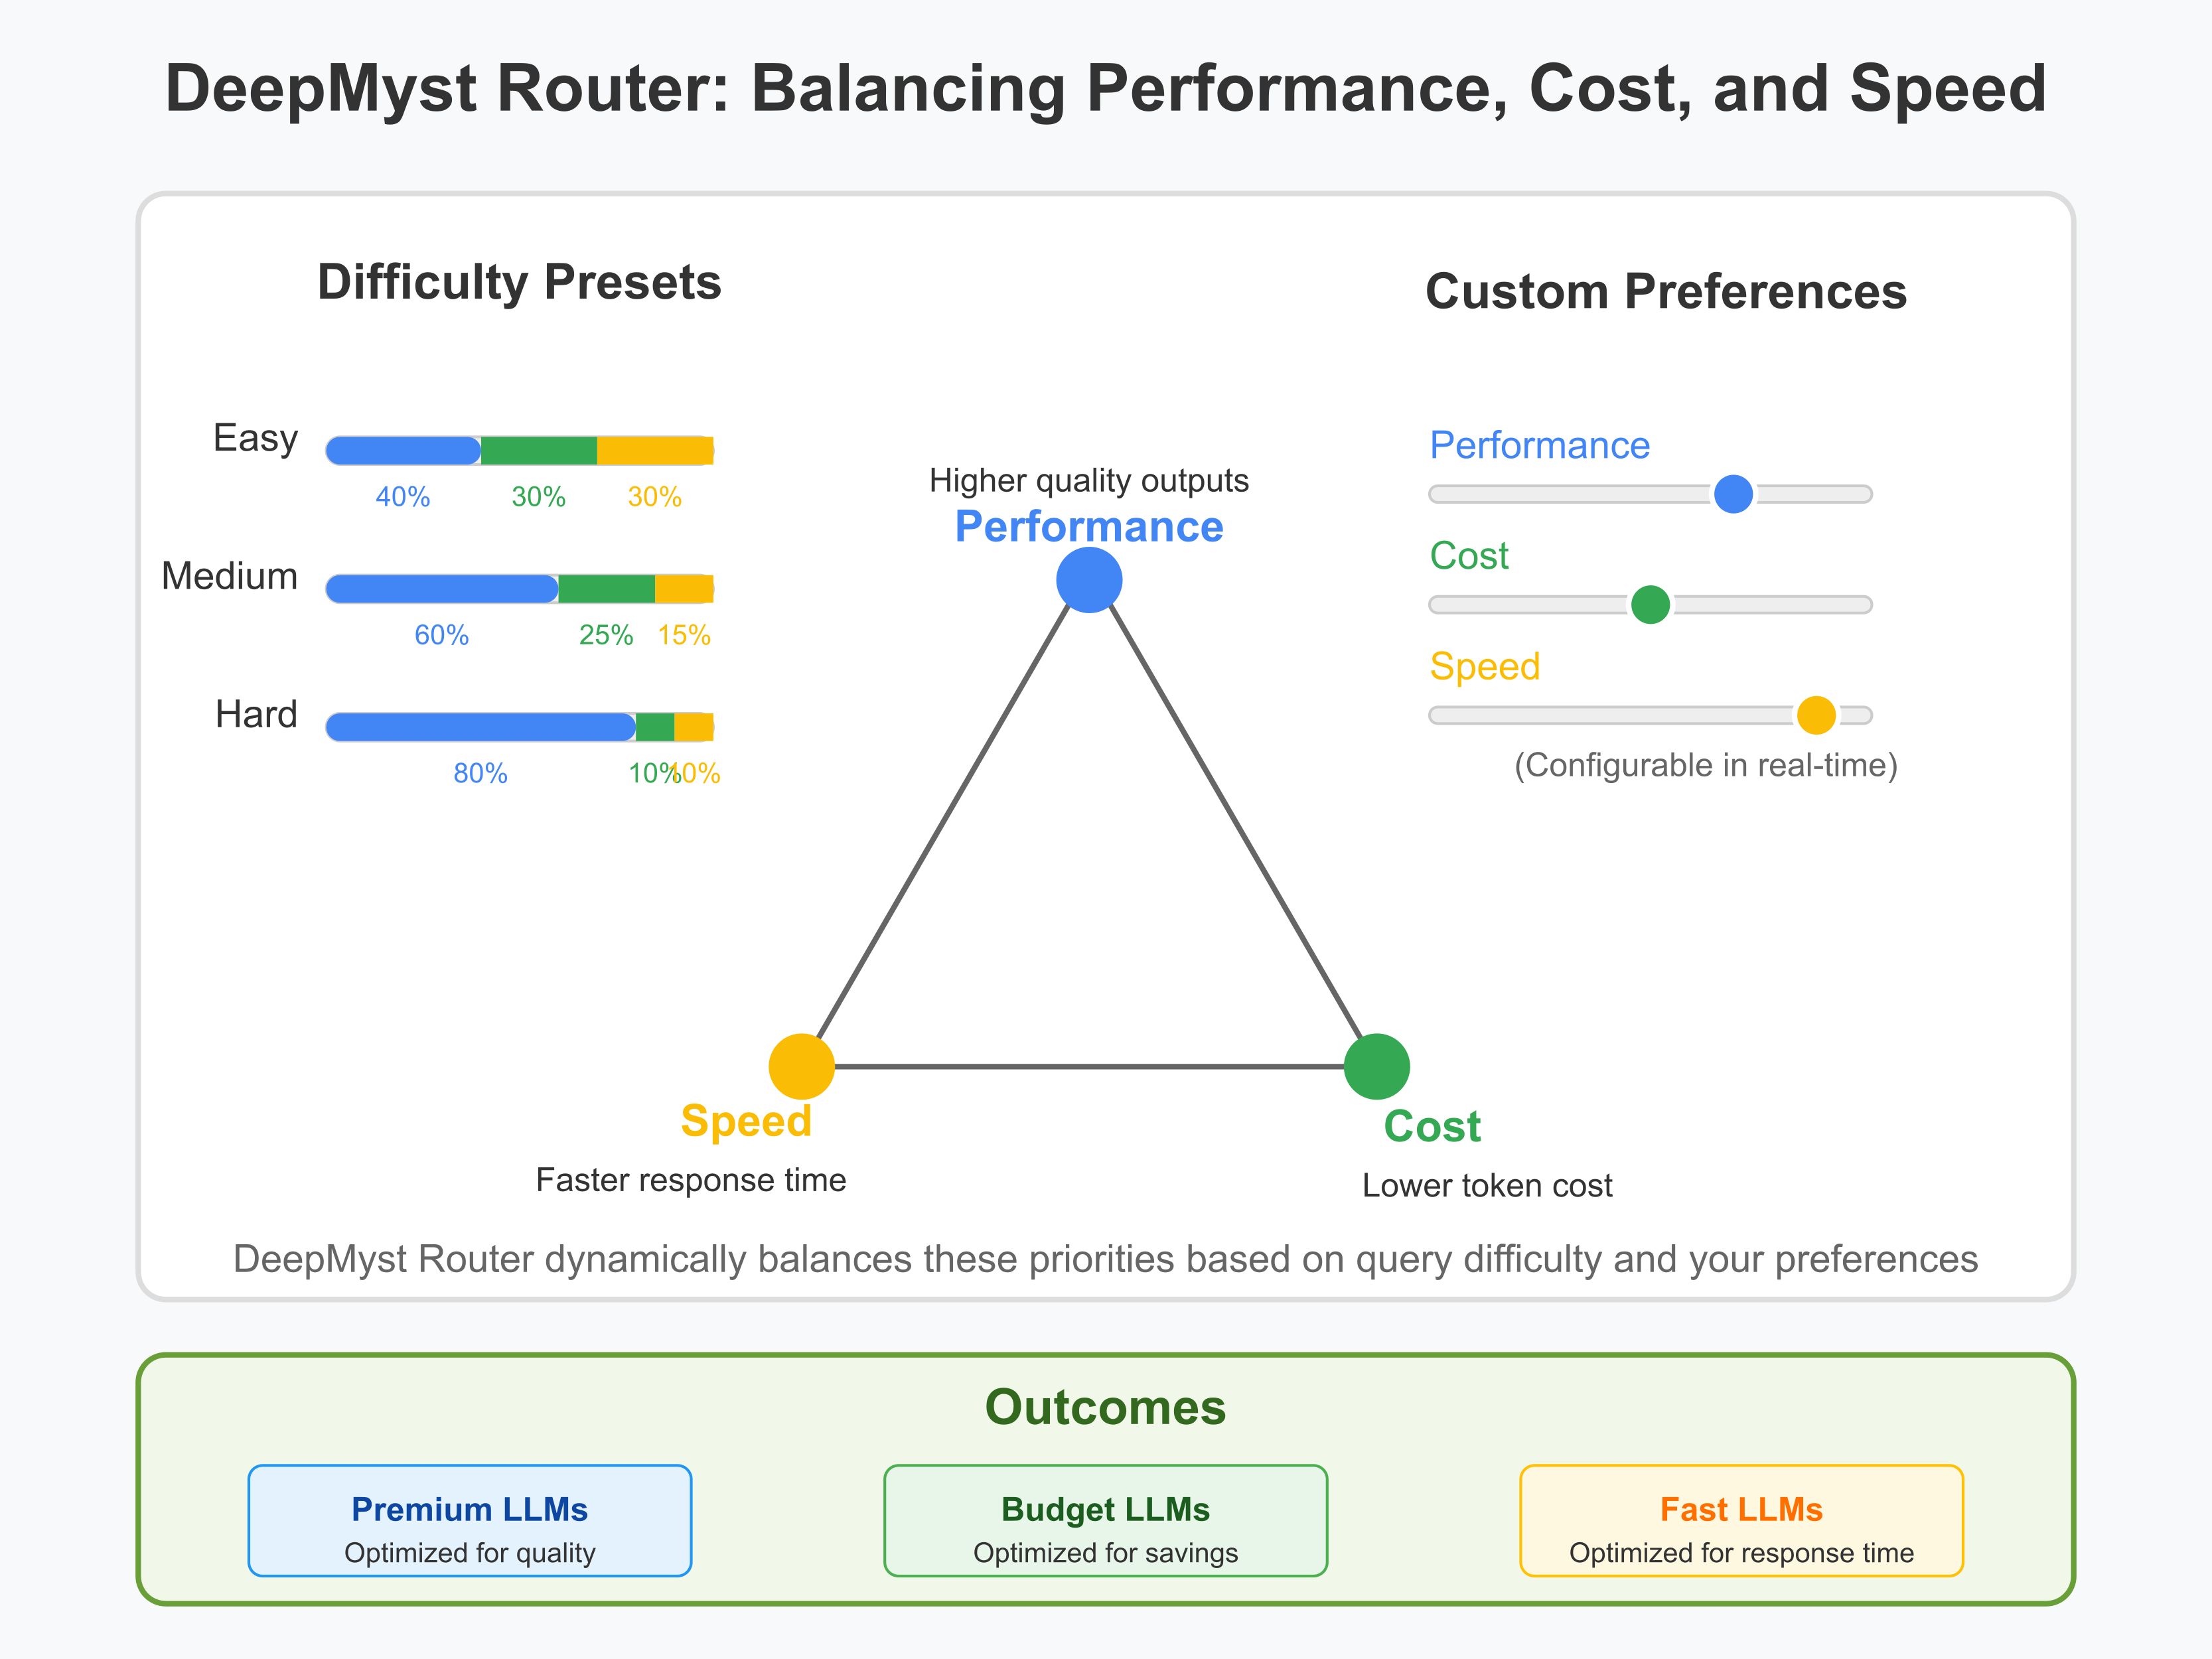 DeepMyst Router: Balancing Performance, Cost, and Speed
Difficulty Presets
Easy
40% 30% 30%
Medium
60% 25% 15%
Hard
80% 10% 10%
Higher quality outputs
Performance
Speed
Faster response time
Cost
Lower token cost
Custom Preferences
Performance
Cost
Speed
(Configurable in real-time)
DeepMyst Router dynamically balances these priorities based on query difficulty and your preferences
Outcomes
Premium LLMs
Optimized for quality
Budget LLMs
Optimized for savings
Fast LLMs
Optimized for response time